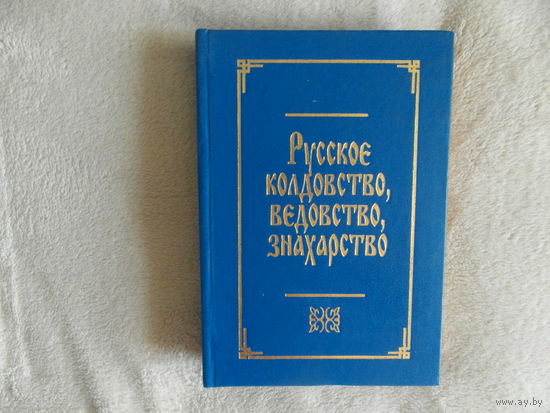 Русское
колдовство,
ведовство,
знахарство
www.ay.by